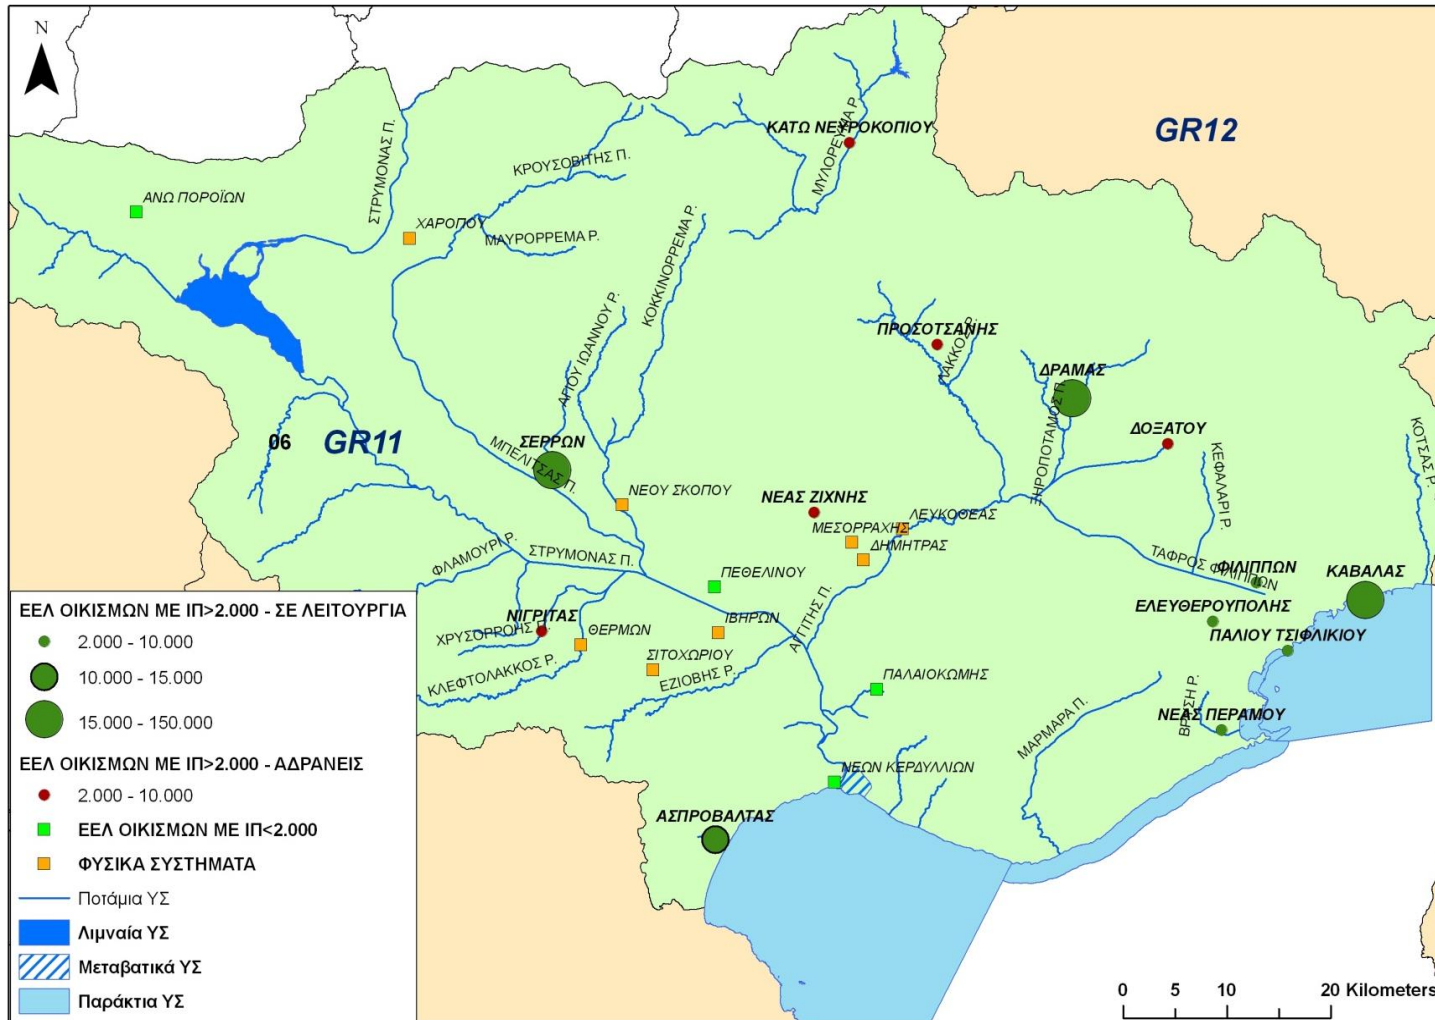 N
GR12
ΚΑΤΩ ΝΕΥΡΟΚΟΠΙΟΥ
ΜΥΛΟΡΕΥΜΑ Ρ.
ΚΡΟΥΣΟΒΙΤΗΣ Π.
ΣΤΡΥΜΟΝΑΣ Π.
ΑΝΩ ΠΟΡΟΪΩΝ
ΧΑΡΟΠΟΥ
ΜΑΥΡΟΡΡΕΜΑ Ρ.
ΚΟΚΚΙΝΟΡΡΕΜΑ Ρ.
ΑΓΙΟΥ ΙΩΑΝΝΟΥ Ρ.
ΠΡΟΣΟΤΣΑΝΗΣ
ΛΑΚΚΟΣ Ρ.
ΔΡΑΜΑΣ
ΞΗΡΟΠΟΤΑΜΟΣ Π.
ΔΟΞΑΤΟΥ
ΚΕΦΑΛΑΡΙ Ρ.
ΚΟΤΣΑΣ Ρ.
06
GR11
ΣΕΡΡΩΝ
ΜΠΕΛΙΤΣΑΣ Π.
ΝΕΟΥ ΣΚΟΠΟΥ
ΝΕΑΣ ΖΙΧΝΗΣ
ΛΕΥΚΟΘΕΑΣ
ΜΕΣΟΡΡΑΧΗΣ
ΔΗΜΗΤΡΑΣ
ΦΛΑΜΟΥΡΙ Ρ.
ΣΤΡΥΜΟΝΑΣ Π.
ΠΕΘΕΛΙΝΟΥ
ΤΑΦΡΟΣ ΦΙΛΙΠΠΩΝ
ΦΙΛΙΠΠΩΝ
ΚΑΒΑΛΑΣ
ΕΛΕΥΘΕΡΟΥΠΟΛΗΣ
ΠΑΛΙΟΥ ΤΣΙΦΛΙΚΙΟΥ
ΝΙΓΡΙΤΑΣ
ΧΡΥΣΟΡΡΟΗΣ Π.
ΘΕΡΜΩΝ
ΙΒΗΡΩΝ
ΑΓΓΙΤΗΣ Π.
ΚΛΕΦΤΟΛΑΚΚΟΣ Ρ.
ΣΙΤΟΧΩΡΙΟΥ
ΕΖΙΟΒΗΣ Ρ.
ΠΑΛΑΙΟΚΩΜΗΣ
ΜΑΡΜΑΡΑ Π.
ΒΡΥΣΗ Ρ.
ΝΕΑΣ ΠΕΡΑΜΟΥ
ΝΕΩΝ ΚΕΡΔΥΛΛΙΩΝ
ΑΣΠΡΟΒΑΛΤΑΣ
ΕΕΛ ΟΙΚΙΣΜΩΝ ΜΕ ΙΠ>2.000 - ΣΕ ΛΕΙΤΟΥΡΓΙΑ
2.000 - 10.000
10.000 - 15.000
15.000 - 150.000
ΕΕΛ ΟΙΚΙΣΜΩΝ ΜΕ ΙΠ>2.000 - ΑΔΡΑΝΕΙΣ
2.000 - 10.000
ΕΕΛ ΟΙΚΙΣΜΩΝ ΜΕ ΙΠ<2.000
ΦΥΣΙΚΑ ΣΥΣΤΗΜΑΤΑ
Ποτάμια ΥΣ
Λιμναία ΥΣ
Μεταβατικά ΥΣ
Παράκτια ΥΣ
0 5 10 20 Kilometers